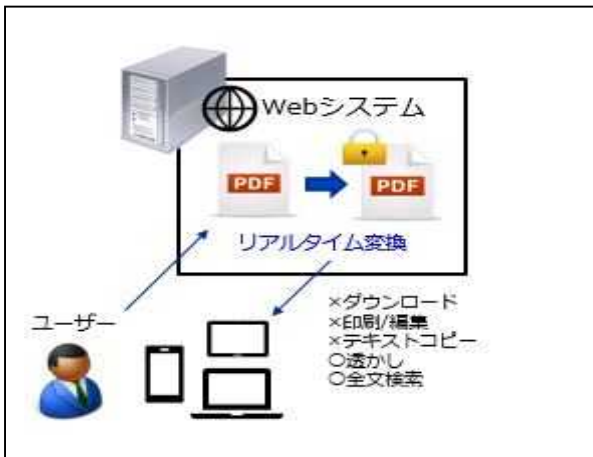 Webシステム
PDF
PDF
リアルタイム変換
ユーザー
×ダウンロード
×印刷/編集
×テキストコピー
○透かし
○全文検索